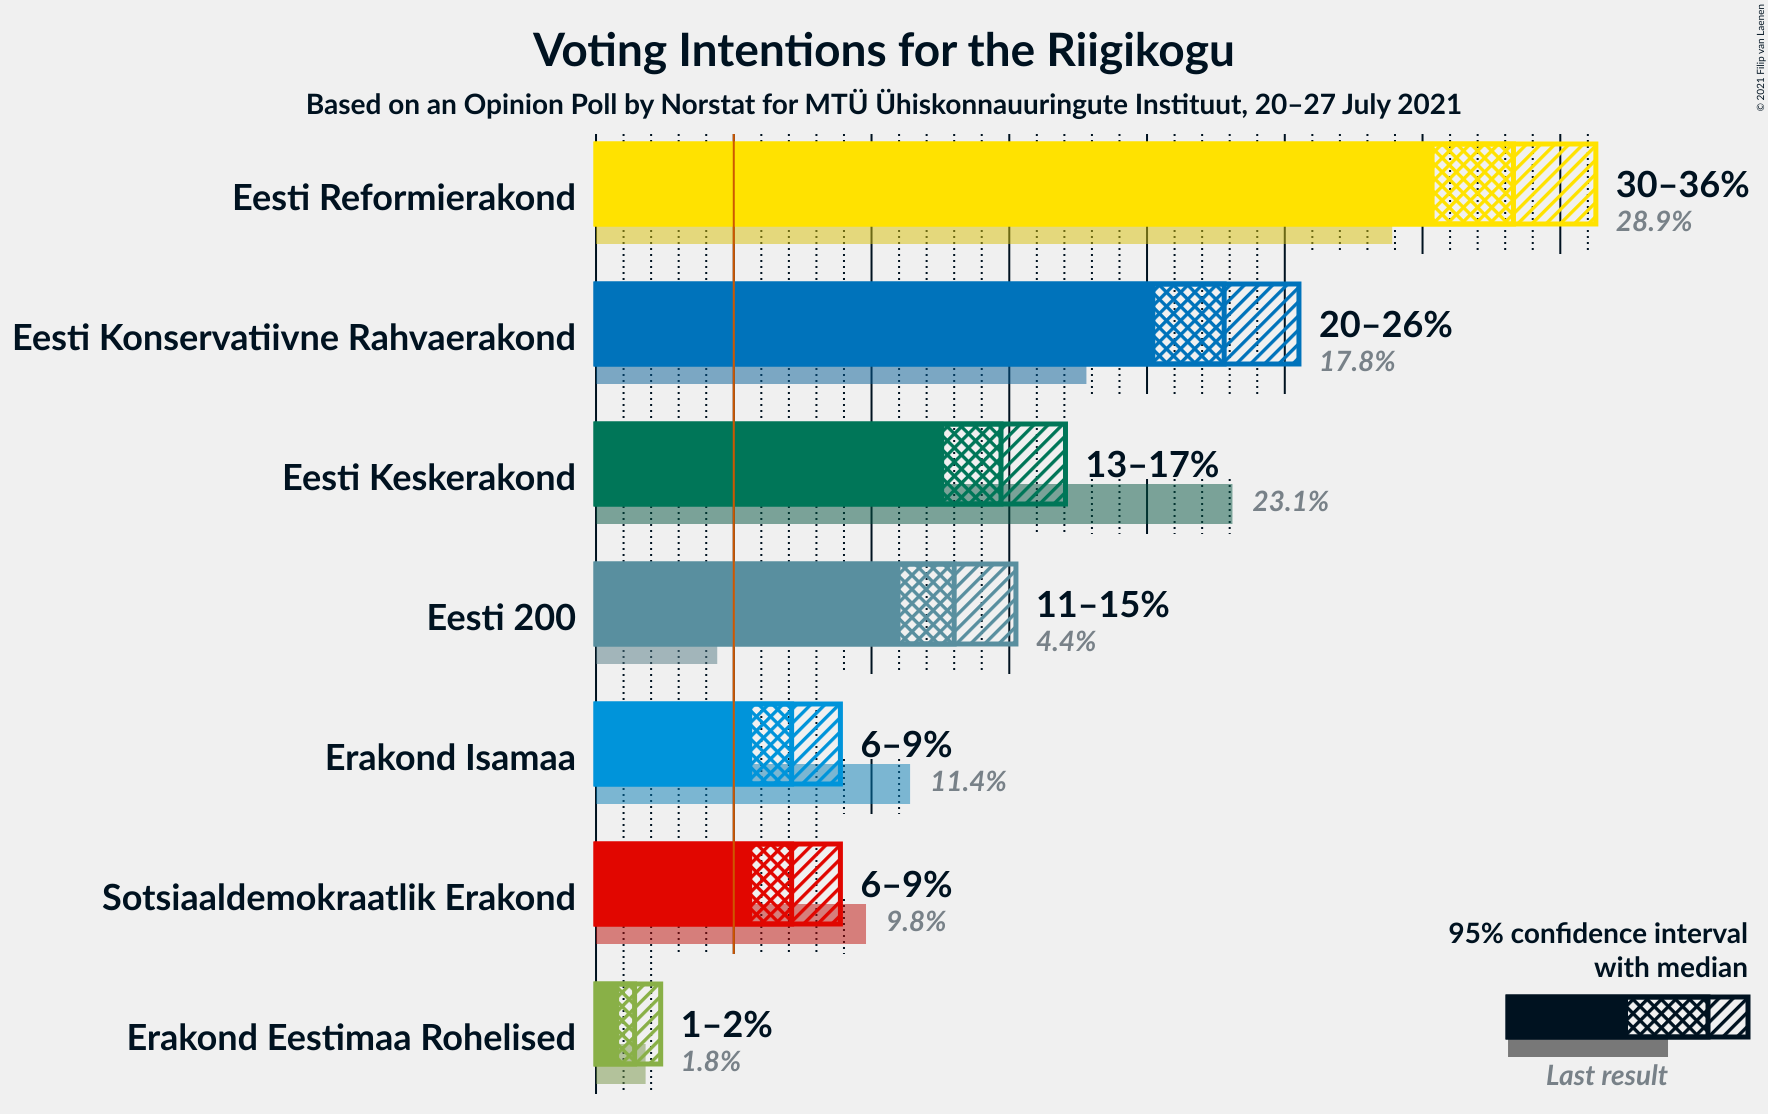 Voting Intentions for the Riigikogu
Based on an Opinion Poll by Norstat for MTÜ Ühiskonnauuringute Instituut, 20–27 July 2021
© 2021 Filip van Laenen
Eesti Reformierakond
30–36%
28.9%
Eesti Konservatiivne Rahvaerakond
20–26%
17.8%
Eesti Keskerakond
13–17%
23.1%
Eesti 200
11–15%
4.4%
Erakond Isamaa
6–9%
11.4%
Sotsiaaldemokraatlik Erakond
6–9%
9.8%
Erakond Eestimaa Rohelised
1–2%
1.8%
95% confidence interval
with median
Last result